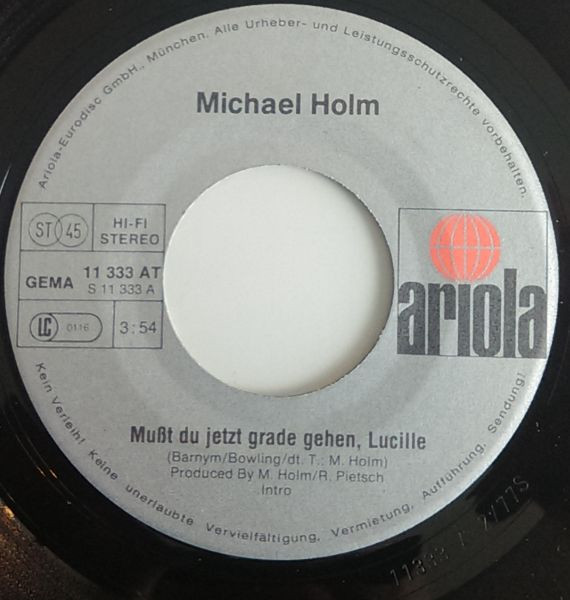 Ariola-Eurodisc GmbH., München. Alle Urheber- und Leistungsschutzrechte vorbehalten.
Michael Holm
ST 45
HI-FI
STEREO
GEMA
11 333 AT
S 11 333 A
LC 0116
3:54
ariola
Mußt du jetzt grade gehen, Lucille
(Barnym/Bowling/dt. T.: M. Holm)
Produced By M. Holm/R. Pietsch
Intro
Kein Verleih! Keine unerlaubte Vervielfältigung, Vermietung, Aufführung, Sendung!